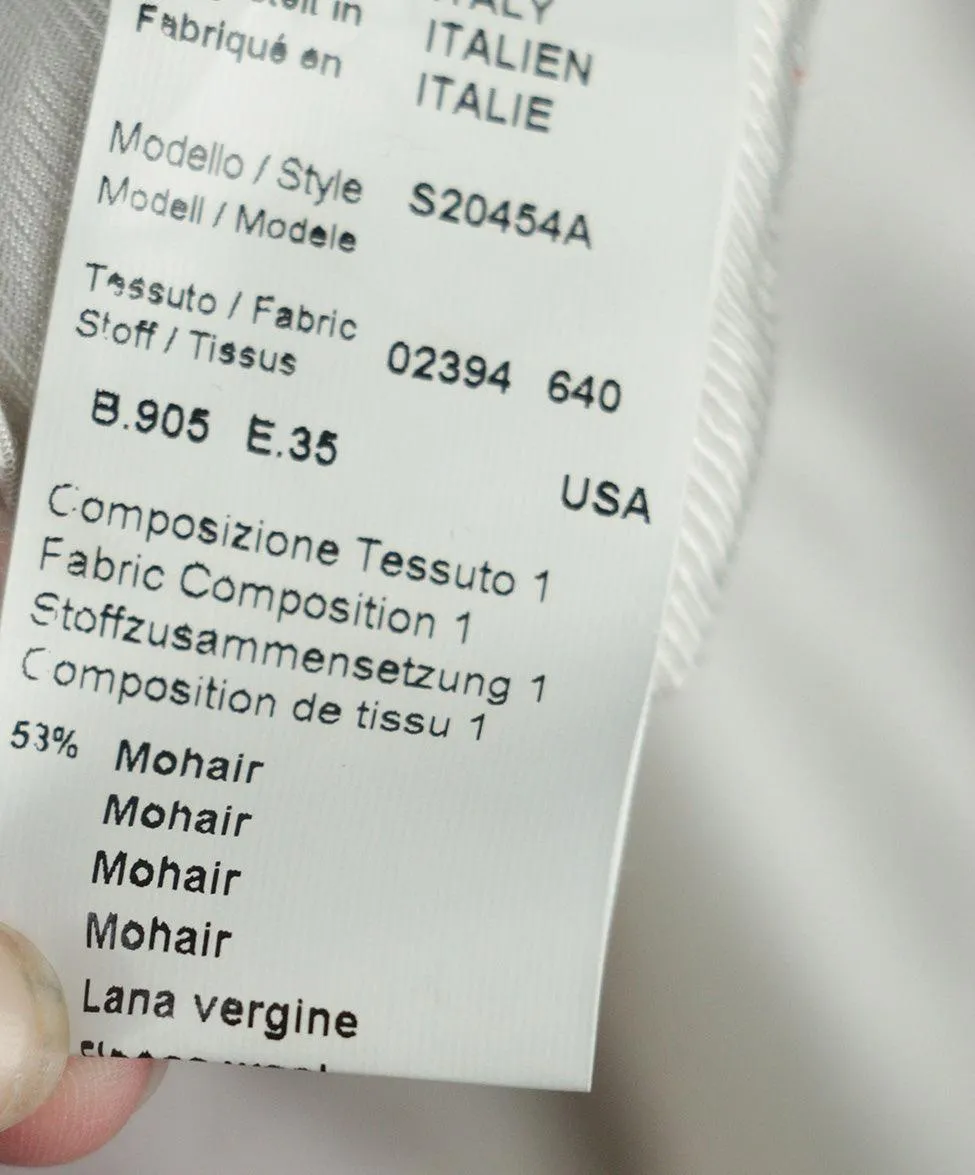 ITALY
Fabriqué en ITALIEN
ITALIE
Modello / Style
Modell / Modele S20454A
Tessuto / Fabric
Stoff / Tissus 02394 640
B.905 E.35
USA
Composizione Tessuto 1
Fabric Composition 1
Stoffzusammensetzung 1
Composition de tissu 1
53% Mohair
Mohair
Mohair
Mohair
Lana vergine